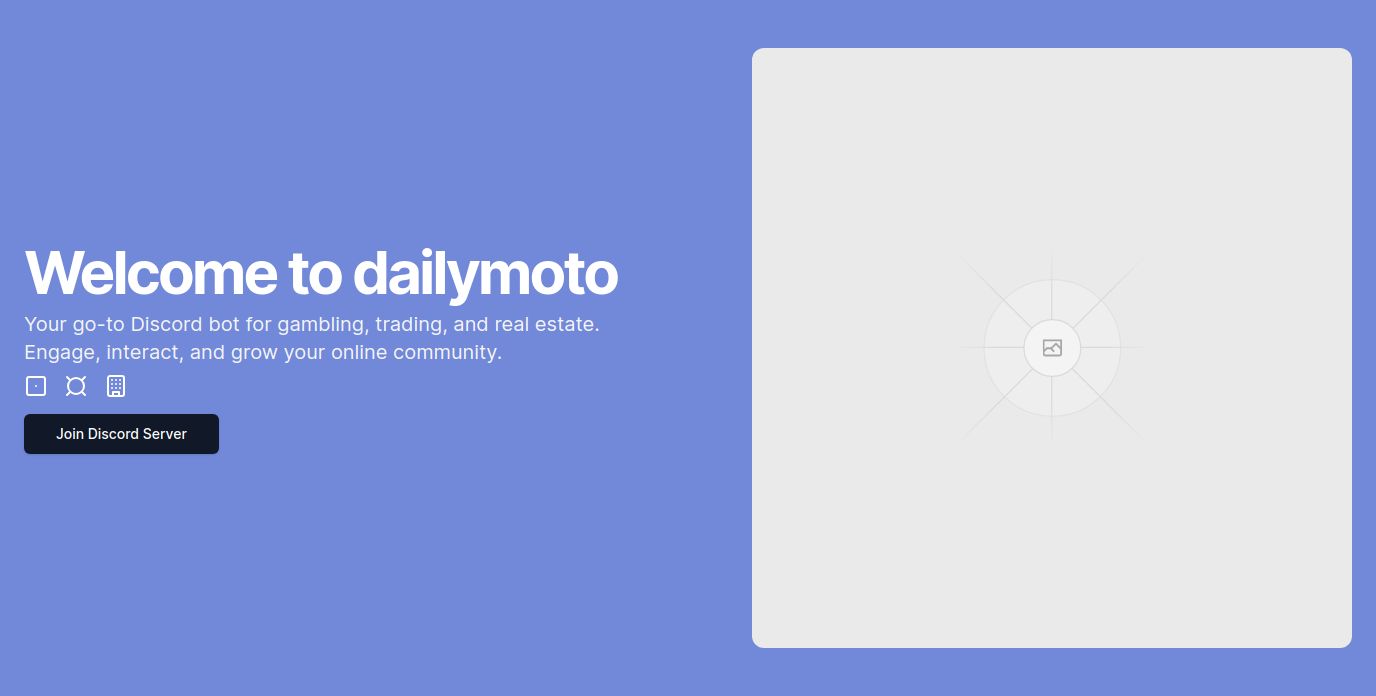 Welcome to dailymoto
Your go-to Discord bot for gambling, trading, and real estate.
Engage, interact, and grow your online community.
Join Discord Server